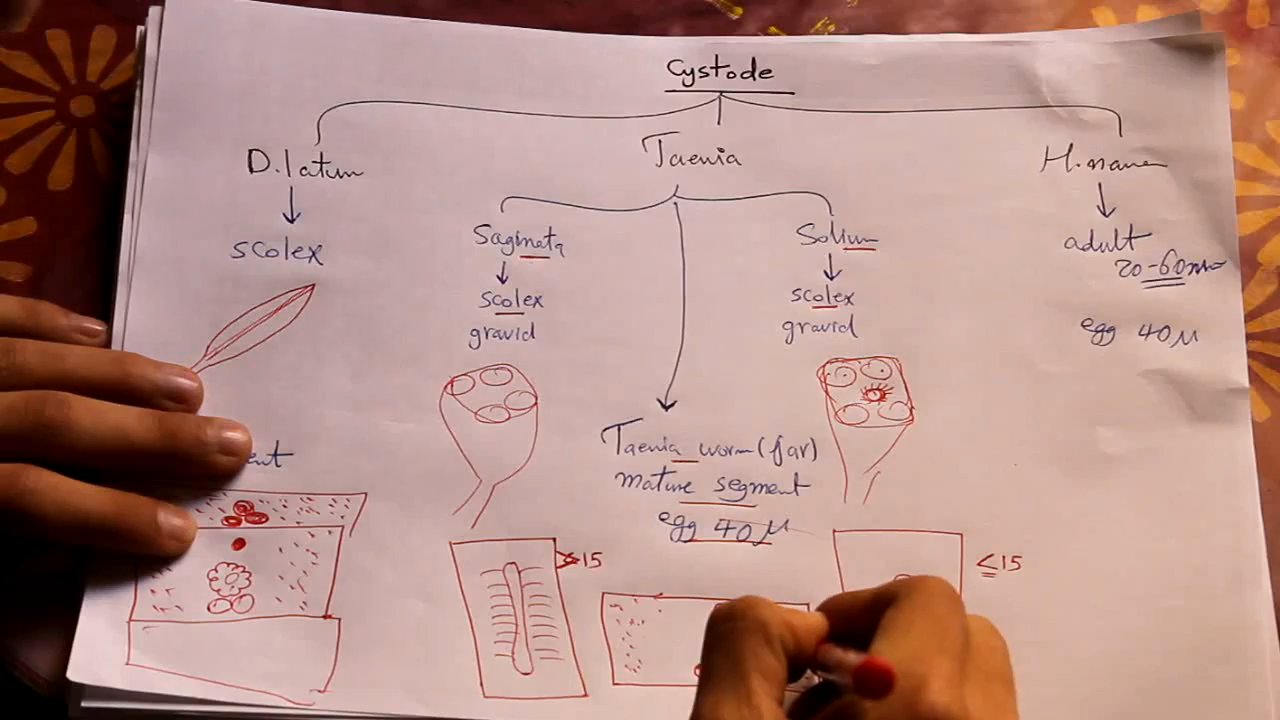 Cystode
D.latum
Taenia
H.nana
scolex
Saginata
Solium
adult
20-60mm
scolex
gravid
scolex
gravid
egg 40μ
Taenia worm (far)
mature segment
egg 40μ
ent
15
≤15